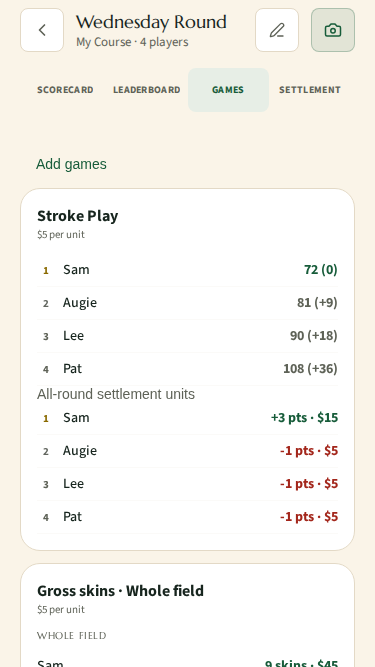 Wednesday Round
My Course · 4 players
SCORECARD LEADERBOARD GAMES SETTLEMENT
Add games
Stroke Play
$5 per unit
1 Sam 72 (0)
2 Augie 81 (+9)
3 Lee 90 (+18)
4 Pat 108 (+36)
All-round settlement units
1 Sam +3 pts · $15
2 Augie -1 pts · $5
3 Lee -1 pts · $5
4 Pat -1 pts · $5
Gross skins · Whole field
$5 per unit
WHOLE FIELD
Sam 9 skins · $45